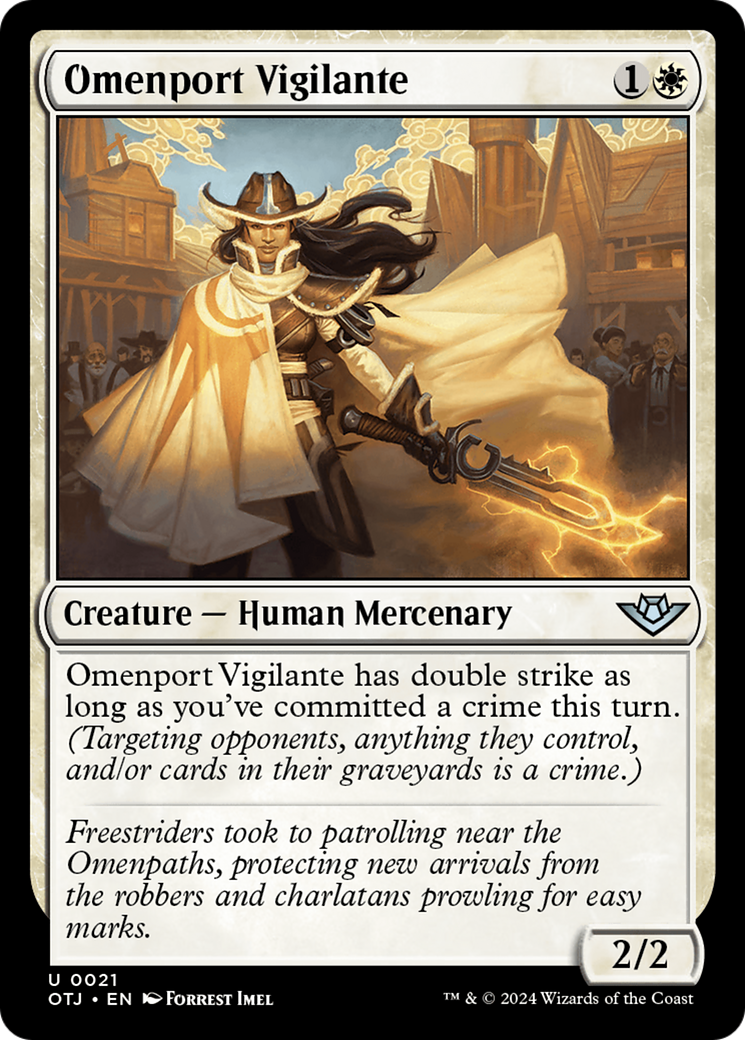 Omenport Vigilante 1
Creature — Human Mercenary
Omenport Vigilante has double strike as
long as you've committed a crime this turn.
(Targeting opponents, anything they control,
and/or cards in their graveyards is a crime.)
Freestriders took to patrolling near the
Omenpaths, protecting new arrivals from
the robbers and charlatans prowling for easy
marks.
2/2
U 0021
OTJ • EN Forrest Imel
™ & © 2024 Wizards of the Coast